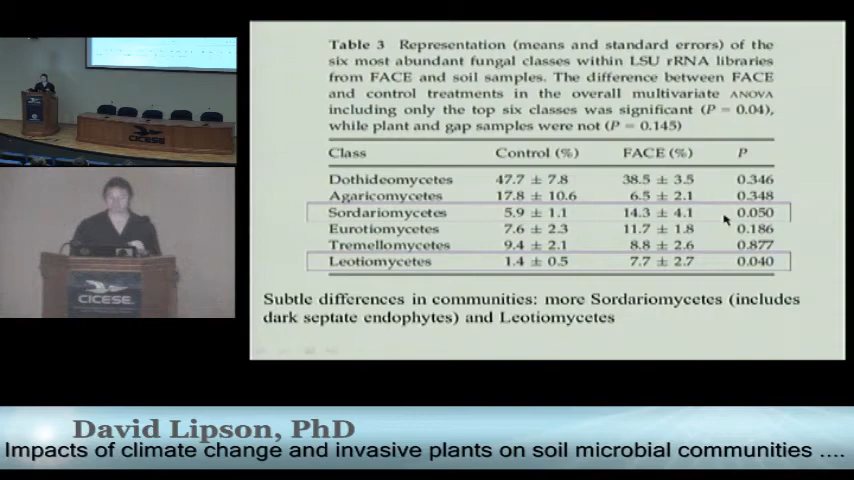 Table 3 Representation (means and standard errors) of the
six most abundant fungal classes within LSU rRNA libraries
from FACE and soil samples. The difference between FACE
and control treatments in the overall multivariate ANOVA
including only the top six classes was significant (P = 0.04),
while plant and gap samples were not (P = 0.145)
Class Control (%) FACE (%) P
Dothideomycetes 47.7 ± 7.8 38.5 ± 3.5 0.346
Agaricomycetes 17.8 ± 10.6 6.5 ± 2.1 0.348
Sordariomycetes 5.9 ± 1.1 14.3 ± 4.1 0.050
Eurotiomycetes 7.6 ± 2.3 11.7 ± 1.8 0.186
Tremellomycetes 9.4 ± 2.1 8.8 ± 2.6 0.877
Leotiomycetes 1.4 ± 0.5 7.7 ± 2.7 0.040
Subtle differences in communities: more Sordariomycetes (includes
dark septate endophytes) and Leotiomycetes
CICESE
CICESE
David Lipson, PhD
Impacts of climate change and invasive plants on soil microbial communities ....